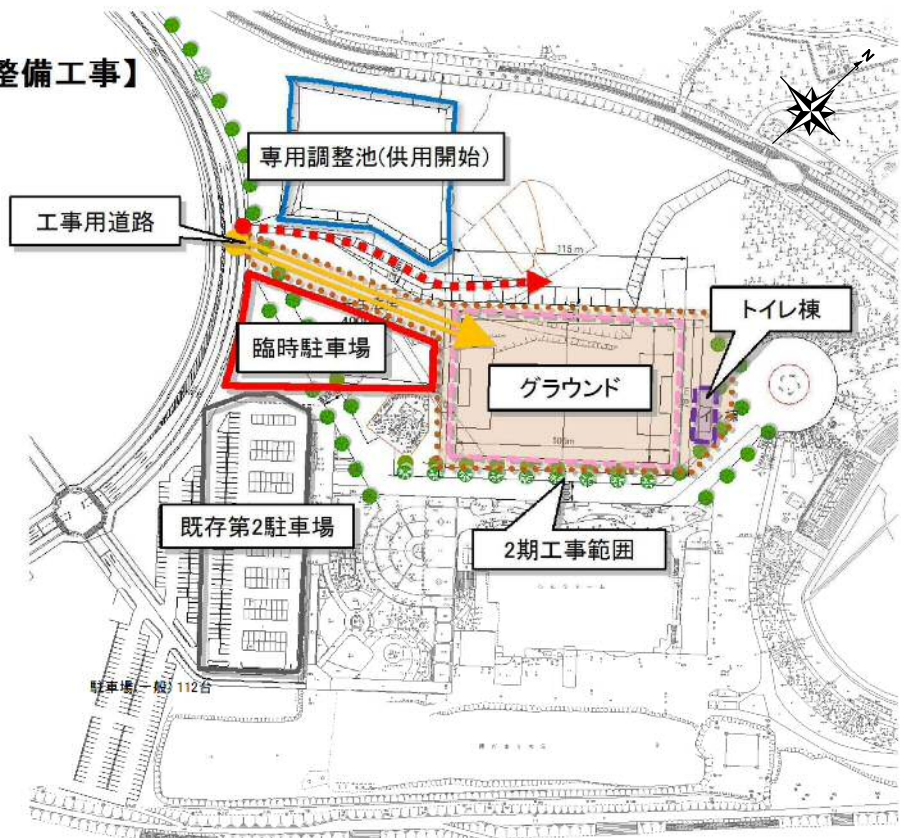 整備工事】
N
専用調整池(供用開始)
工事用道路
115 m
トイレ棟
臨時駐車場
グラウンド
既存第2駐車場
2期工事範囲
駐車場(一般) 112台